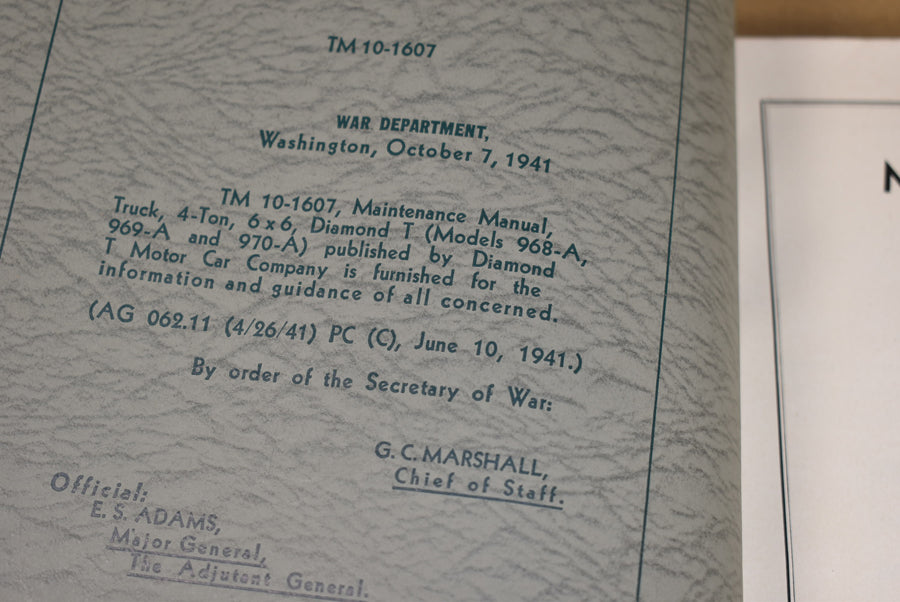 TM 10-1607
WAR DEPARTMENT,
Washington, October 7, 1941
TM 10-1607, Maintenance Manual,
Truck, 4-Ton, 6x6, Diamond T (Models 968-A,
969-A and 970-A) published by Diamond
T Motor Car Company is furnished for the
information and guidance of all concerned.
(AG 062.11 (4/26/41) PC (C), June 10, 1941.)
By order of the Secretary of War:
G. C. MARSHALL,
Chief of Staff.
Official:
E. S. ADAMS,
Major General,
The Adjutant General.